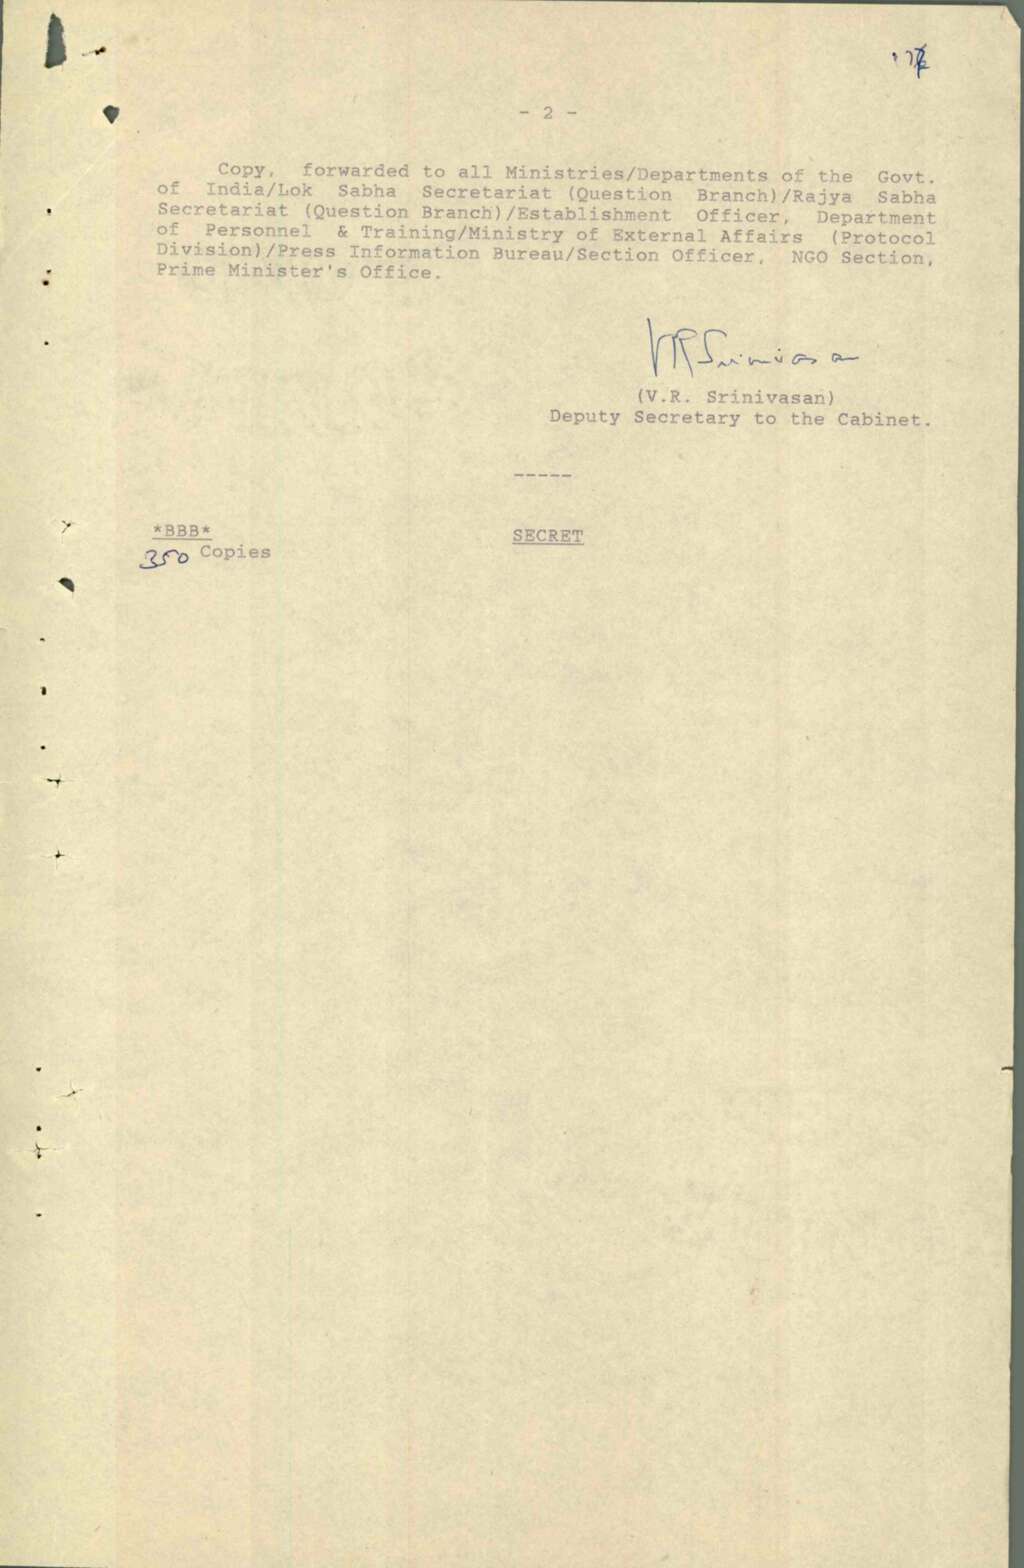 - 2 -
Copy, forwarded to all Ministries/Departments of the Govt.
of India/Lok Sabha Secretariat (Question Branch)/Rajya Sabha
Secretariat (Question Branch)/Establishment Officer, Department
of Personnel & Training/Ministry of External Affairs (Protocol
Division)/Press Information Bureau/Section Officer, NGO Section,
Prime Minister's Office.
VR Srinivasan
(V.R. Srinivasan)
Deputy Secretary to the Cabinet.
-----
*BBB*
350 Copies
SECRET